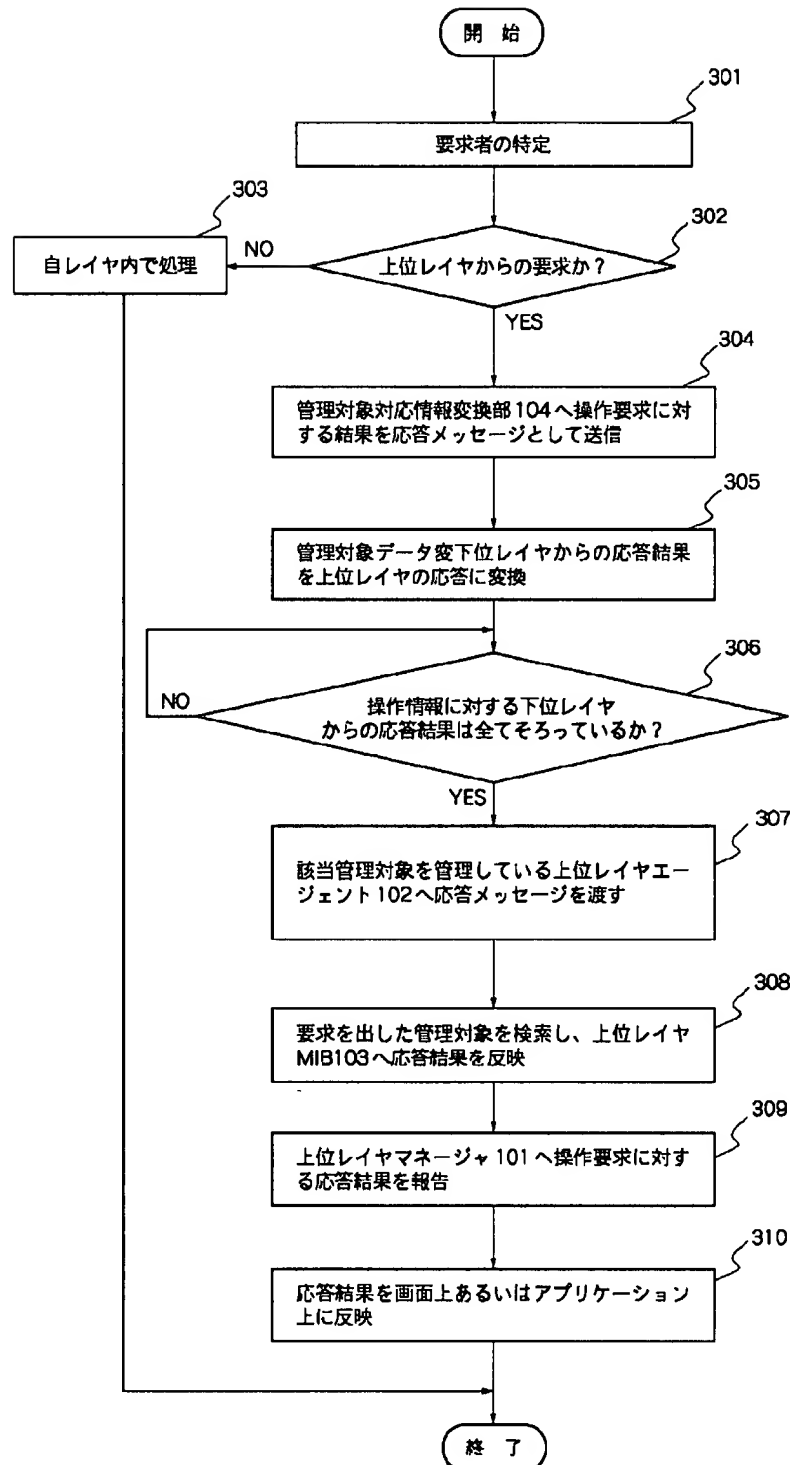 開 始
301
要求者の特定
303
302
自レイヤ内で処理
NO
上位レイヤからの要求か？
YES
304
管理対象対応情報変換部104へ操作要求に対
する結果を応答メッセージとして送信
305
管理対象データ変下位レイヤからの応答結果
を上位レイヤの応答に変換
306
NO
操作情報に対する下位レイヤ
からの応答結果は全てそろっているか？
YES
307
該当管理対象を管理している上位レイヤエー
ジェント102へ応答メッセージを渡す
308
要求を出した管理対象を検索し、上位レイヤ
MIB103へ応答結果を反映
309
上位レイヤマネージャ101へ操作要求に対す
る応答結果を報告
310
応答結果を画面上あるいはアプリケーション
上に反映
終 了